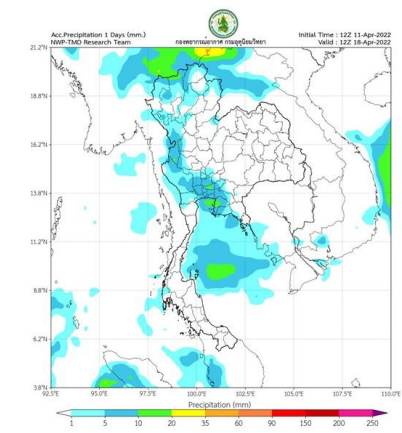 Acc.Precipitation 1 Days (mm.)
NWP-TMD Research Team
กองพยากรณ์อากาศ กรมอุตุนิยมวิทยา
Initial Time : 12Z 11-Apr-2022
Valid : 12Z 18-Apr-2022
21.2°N
18.8°N
16.2°N
13.8°N
11.2°N
8.8°N
6.2°N
3.8°N
92.5°E 95.0°E 97.5°E 100.0°E 102.5°E 105.0°E 107.5°E 110.0°E
Precipitation (mm)
1 5 10 20 35 60 90 150 200 250